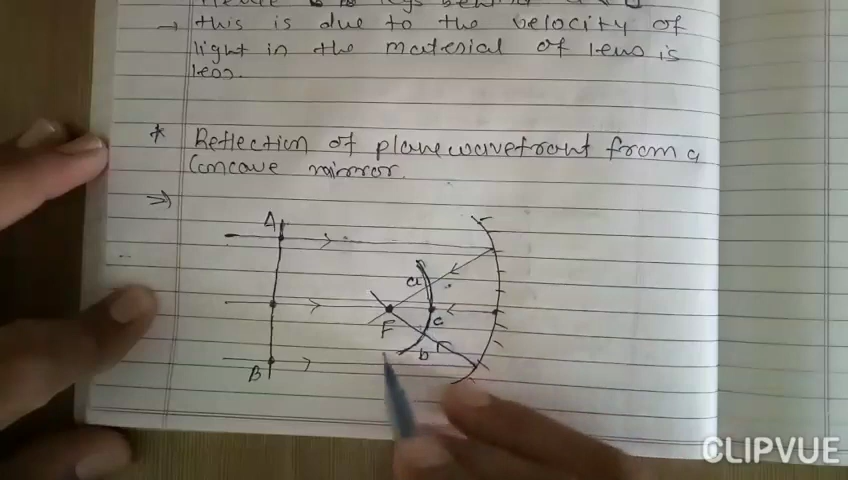 → this is due to the velocity of
light in the material of lens is
less.
* Reflection of plane wavefront from a
Concave mirror.
⇒)
A
a
c
F
b
B
CLIPVUE